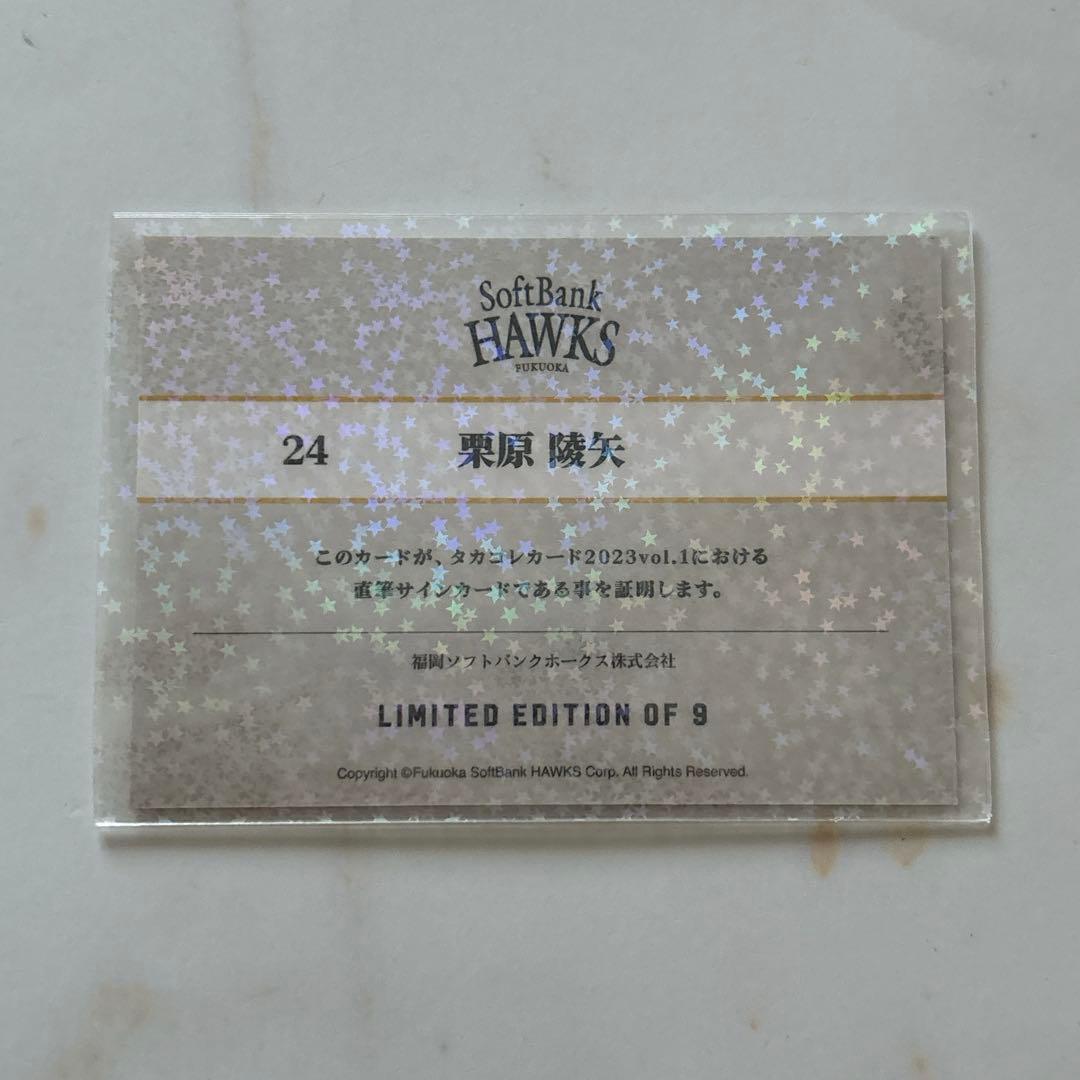 SoftBank
HAWKS
FUKUOKA
24 栗原 陵矢
このカードが、タカコレカード2023vol.1における
直筆サインカードである事を証明します。
福岡ソフトバンクホークス株式会社
LIMITED EDITION OF 9
Copyright ©Fukuoka SoftBank HAWKS Corp. All Rights Reserved.